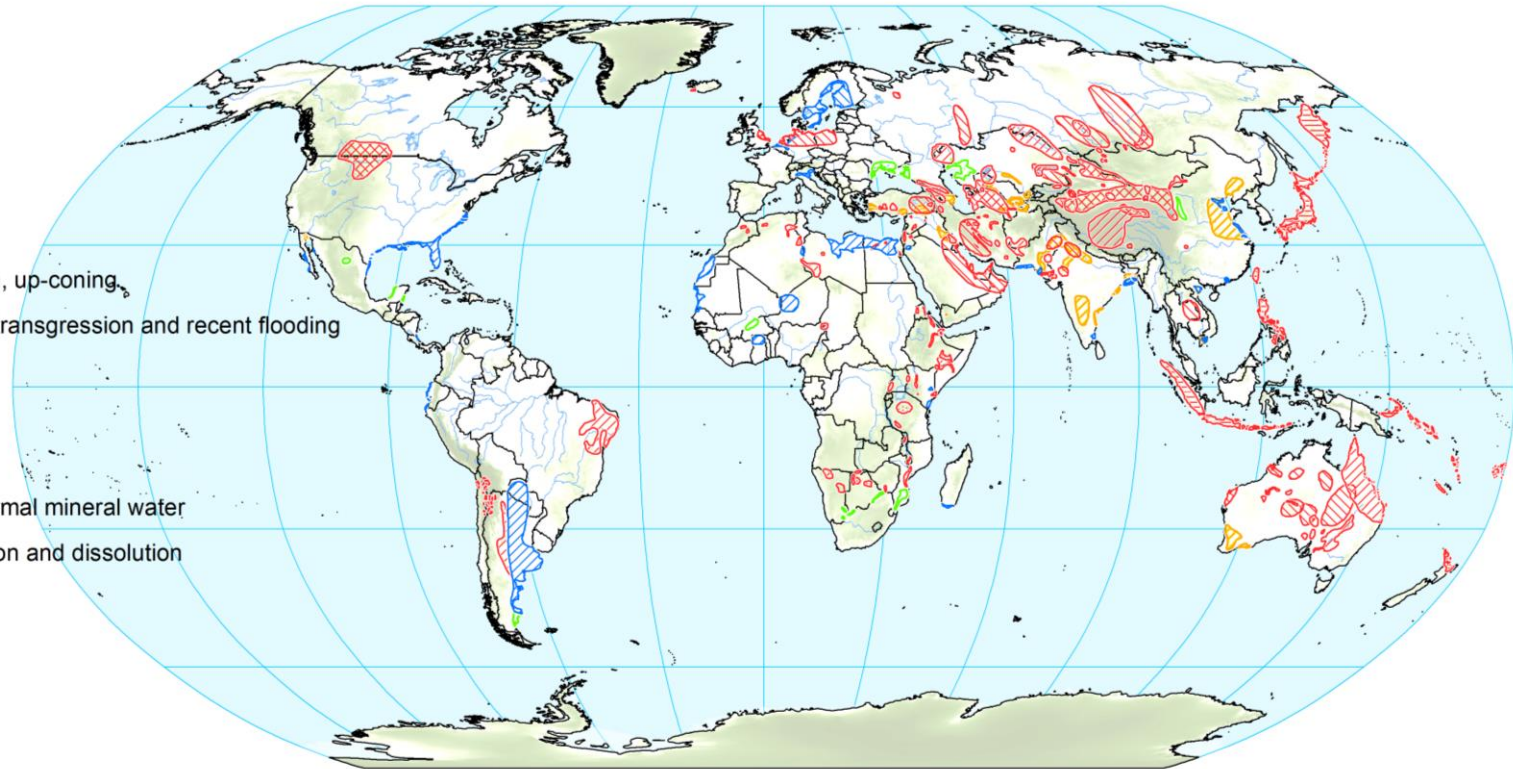 , up-coning
ransgression and recent flooding
mal mineral water
on and dissolution